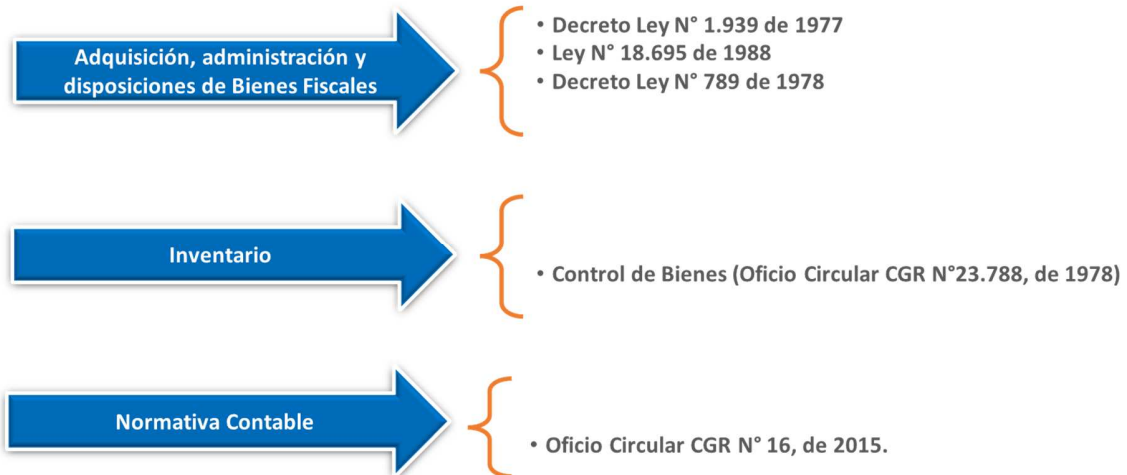 Adquisición, administración y
disposiciones de Bienes Fiscales
• Decreto Ley N° 1.939 de 1977
• Ley N° 18.695 de 1988
• Decreto Ley N° 789 de 1978
Inventario
• Control de Bienes (Oficio Circular CGR N°23.788, de 1978)
Normativa Contable
• Oficio Circular CGR N° 16, de 2015.